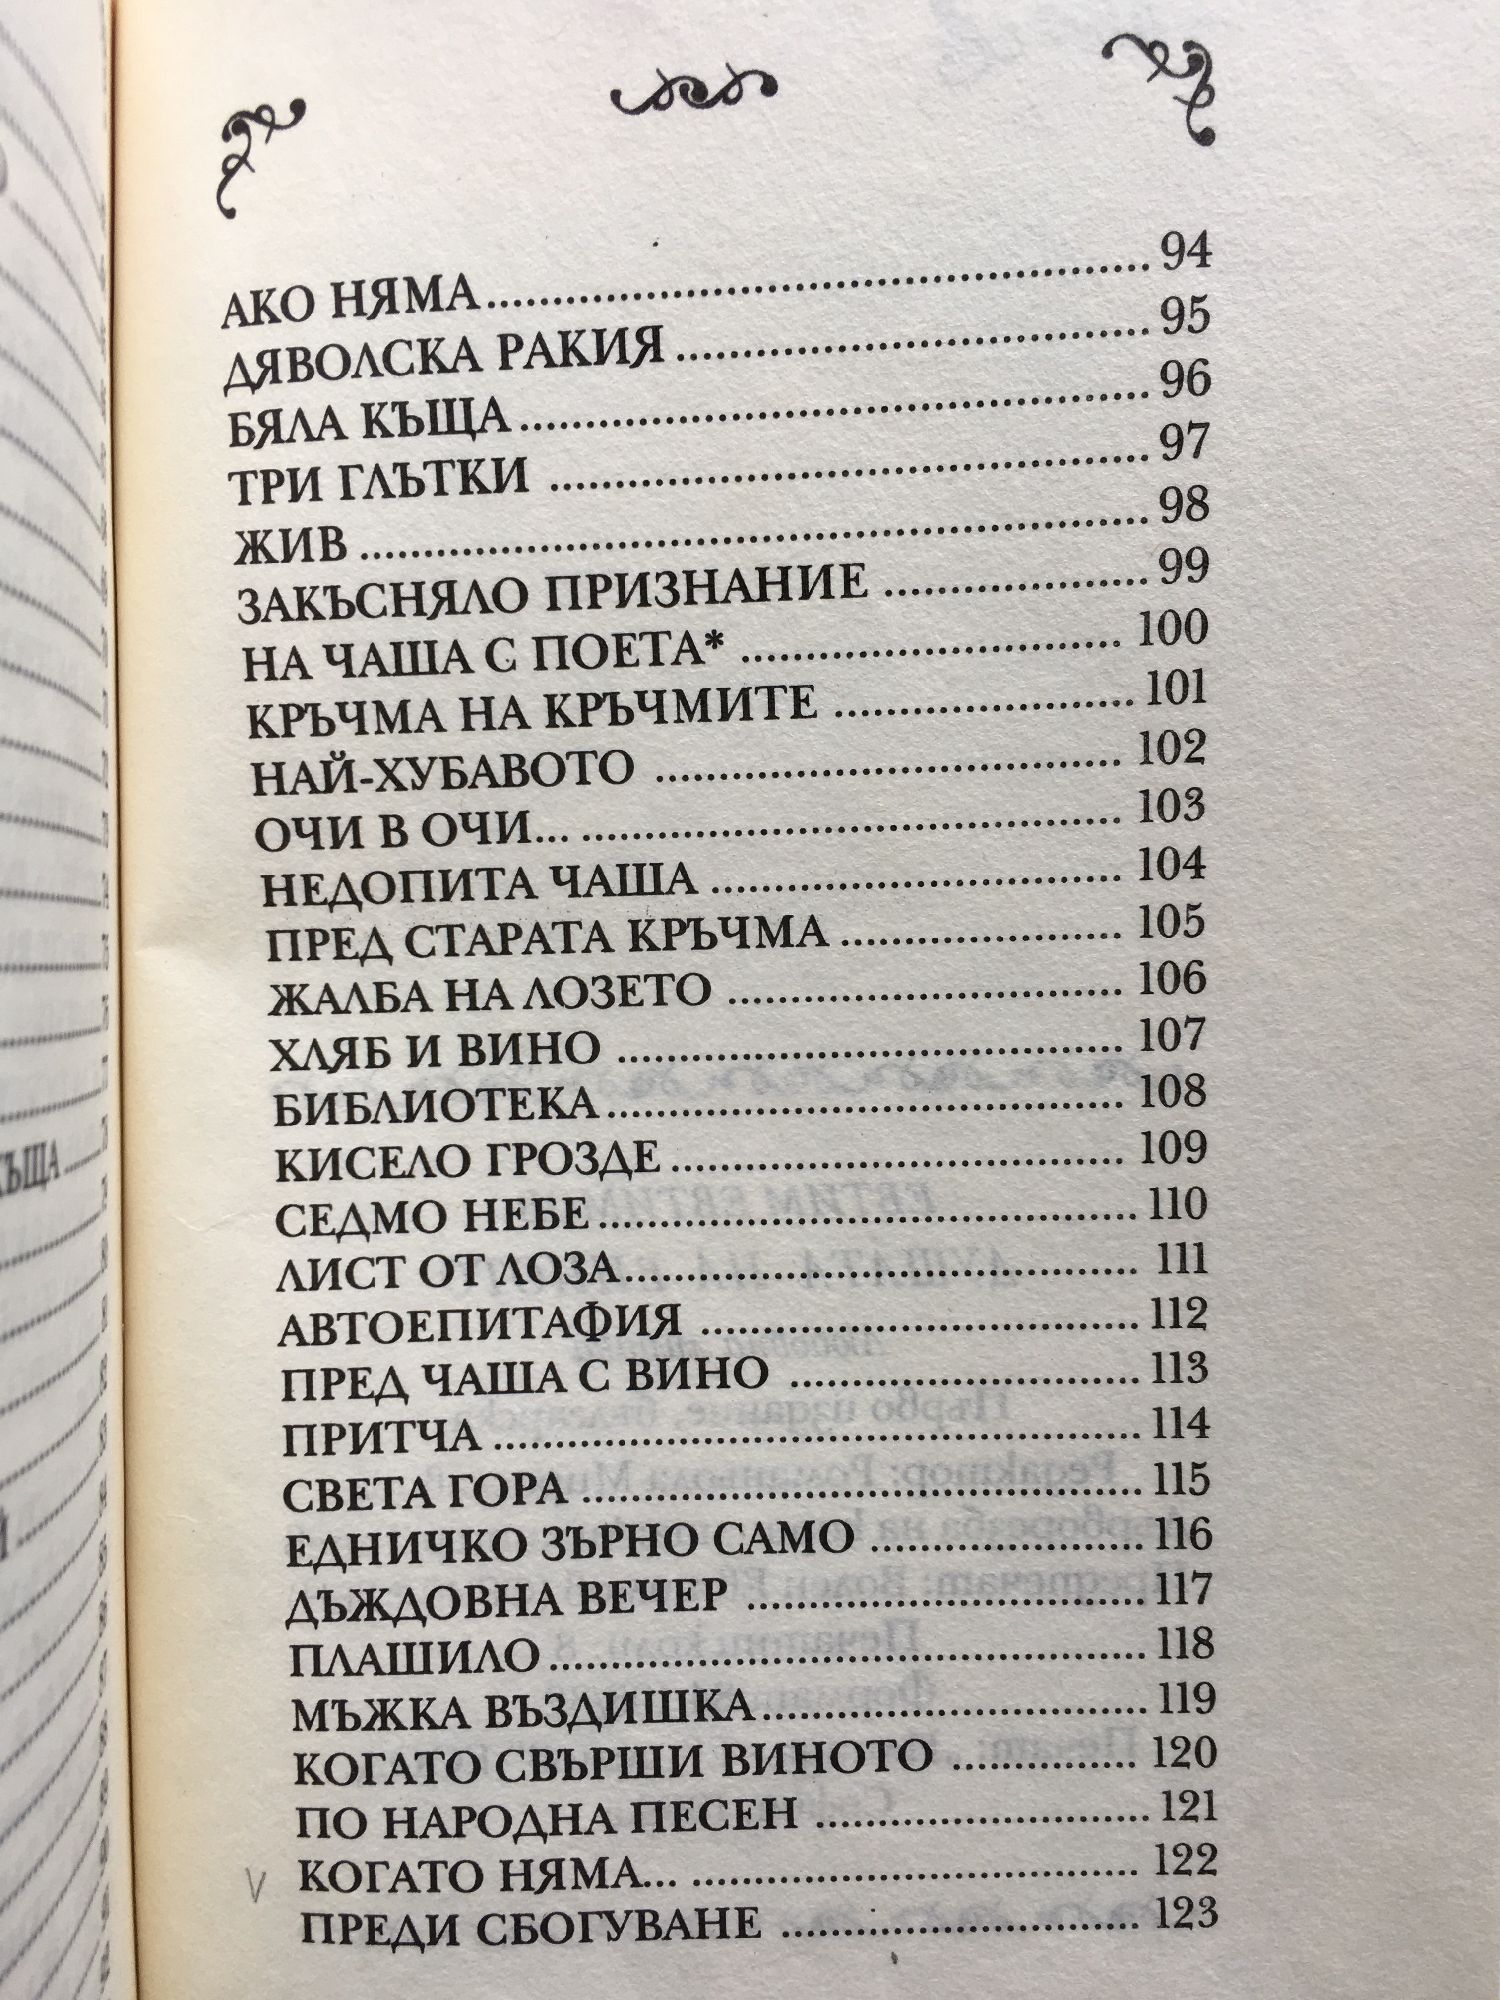 АКО НЯМА.................................................94
ДЯВОЛСКА РАКИЯ ....................................95
БЯЛА КЪЩА................................................96
ТРИ ГЛЪТКИ ..............................................97
ЖИВ.............................................................98
ЗАКЪСНЯЛО ПРИЗНАНИЕ .....................99
НА ЧАША С ПОЕТА* ..............................100
КРЪЧМА НА КРЪЧМИТЕ .......................101
НАЙ-ХУБАВОТО ....................................102
ОЧИ В ОЧИ... .........................................103
НЕДОПИТА ЧАША ................................104
ПРЕД СТАРАТА КРЪЧМА ......................105
ЖАЛБА НА ЛОЗЕТО ..............................106
ХЛЯБ И ВИНО .......................................107
БИБЛИОТЕКА........................................108
КИСЕЛО ГРОЗДЕ...................................109
СЕДМО НЕБЕ.........................................110
ЛИСТ ОТ ЛОЗА.......................................111
АВТОЕПИТАФИЯ ..................................112
ПРЕД ЧАША С ВИНО ...........................113
ПРИТЧА..................................................114
СВЕТА ГОРА ...........................................115
ЕДНИЧКО ЗЪРНО САМО .....................116
ДЪЖДОВНА ВЕЧЕР ..............................117
ПЛАШИЛО..............................................118
МЪЖКА ВЪЗДИШКА.............................119
КОГАТО СВЪРШИ ВИНОТО ..............120
ПО НАРОДНА ПЕСЕН .........................121
V КОГАТО НЯМА... ...................................122
ПРЕДИ СБОГУВАНЕ ...........................123